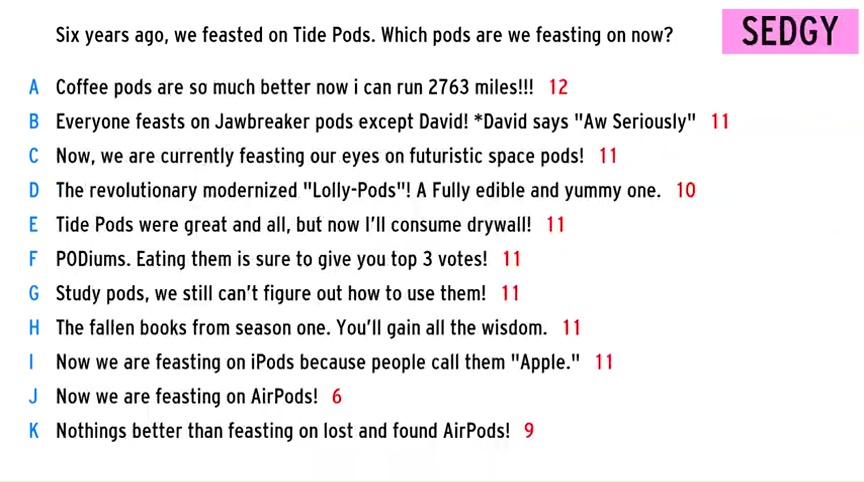 Six years ago, we feasted on Tide Pods. Which pods are we feasting on now?
SEDGY
A Coffee pods are so much better now i can run 2763 miles!!! 12
B Everyone feasts on Jawbreaker pods except David! *David says "Aw Seriously" 11
C Now, we are currently feasting our eyes on futuristic space pods! 11
D The revolutionary modernized "Lolly-Pods"! A Fully edible and yummy one. 10
E Tide Pods were great and all, but now I'll consume drywall! 11
F PODiums. Eating them is sure to give you top 3 votes! 11
G Study pods, we still can't figure out how to use them! 11
H The fallen books from season one. You'll gain all the wisdom. 11
I Now we are feasting on iPods because people call them "Apple." 11
J Now we are feasting on AirPods! 6
K Nothings better than feasting on lost and found AirPods! 9